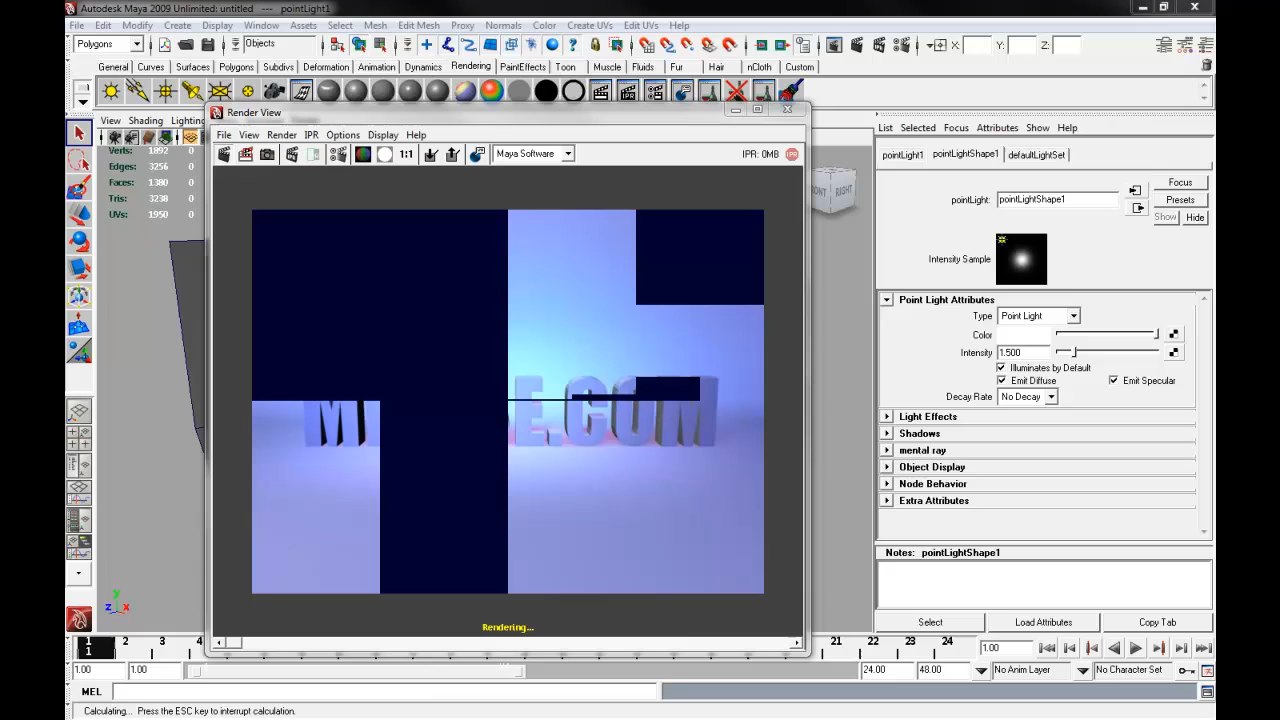 Autodesk Maya 2009 Unlimited: untitled --- pointLight1
File Edit Modify Create Display Window Assets Select Mesh Edit Mesh Proxy Normals Color Create UVs Edit UVs Help
Polygons Objects X: Y: Z:
General Curves Surfaces Polygons Subdivs Deformation Animation Dynamics Rendering PaintEffects Toon Muscle Fluids Fur Hair nCloth Custom
View Shading Lighting
Verts: 1892 0
Edges: 3256 0
Faces: 1380 0
Tris: 3238 0
UVs: 1950 0
Render View
File View Render IPR Options Display Help
1:1 Maya Software IPR: 0MB
E.COM
Rendering...
RIGHT
List Selected Focus Attributes Show Help
pointLight1 pointLightShape1 defaultLightSet
pointLight: pointLightShape1
Focus
Presets
Show Hide
Intensity Sample
Point Light Attributes
Type Point Light
Color
Intensity 1.500
Illuminates by Default
Emit Diffuse Emit Specular
Decay Rate No Decay
Light Effects
Shadows
mental ray
Object Display
Node Behavior
Extra Attributes
Notes: pointLightShape1
Select Load Attributes Copy Tab
y
z x
1 2 3 4 21 22 23 24 1.00
1
1.00 1.00 24.00 48.00 No Anim Layer No Character Set
MEL
Calculating... Press the ESC key to interrupt calculation.